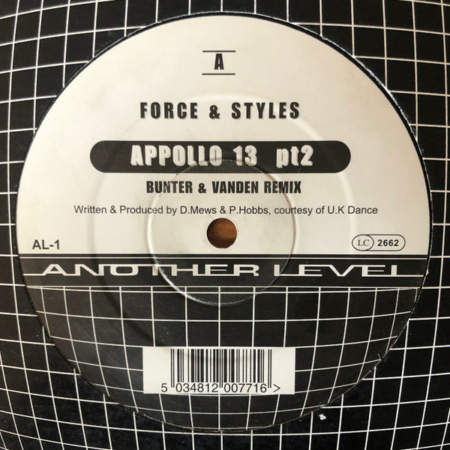 A
FORCE & STYLES
APPOLLO 13 pt2
BUNTER & VANDEN REMIX
Written & Produced by D.Mews & P.Hobbs, courtesy of U.K Dance
AL-1
LC 2662
ANOTHER LEVEL
5 034812 007716 >